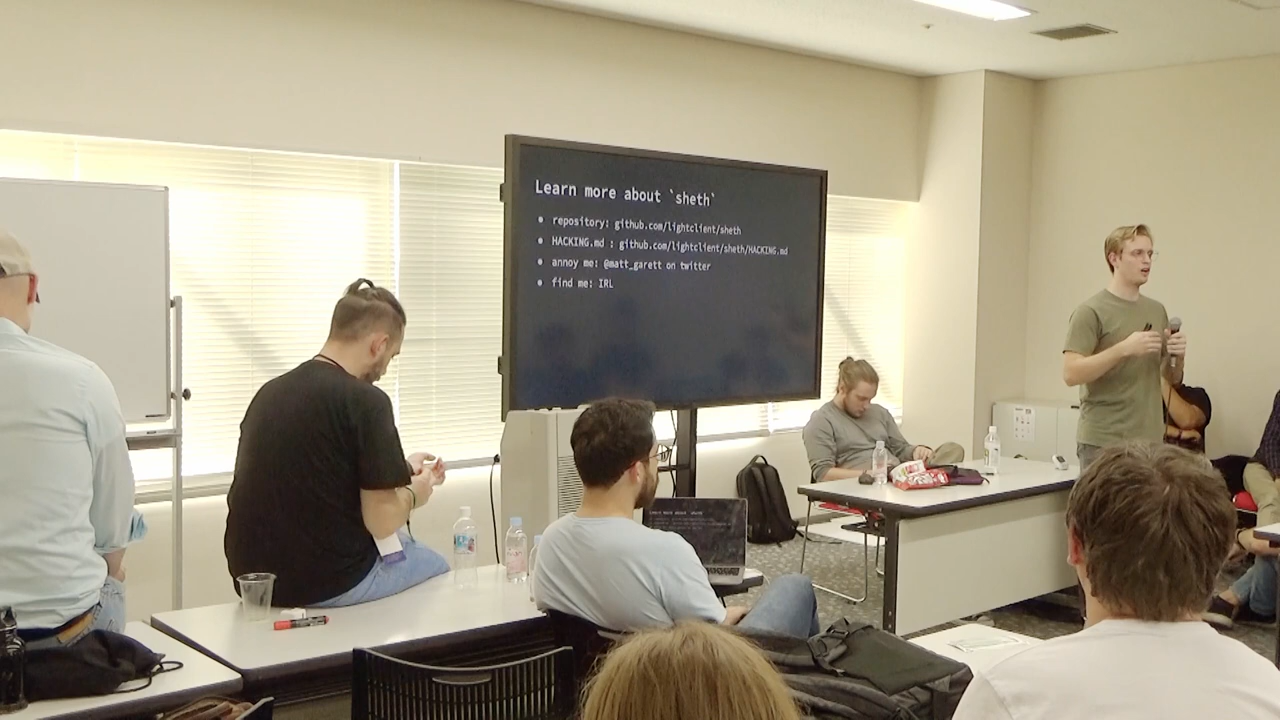 Learn more about `sheth`
• repository: github.com/lightclient/sheth
• HACKING.md : github.com/lightclient/sheth/HACKING.md
• annoy me: @matt_garett on twitter
• find me: IRL